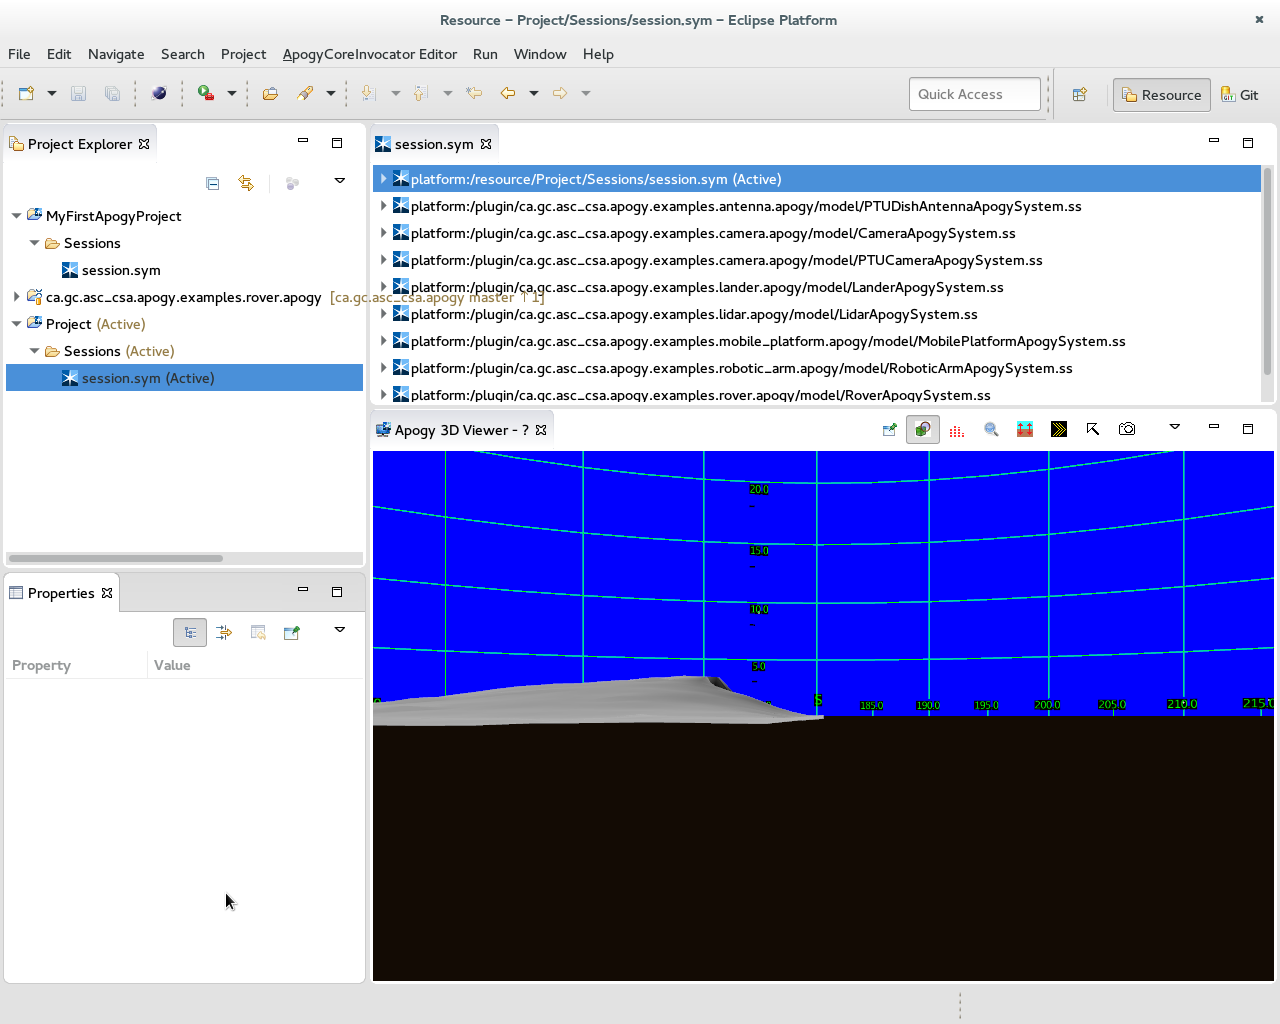 Resource – Project/Sessions/session.sym – Eclipse Platform
File Edit Navigate Search Project ApogyCoreInvocator Editor Run Window Help
Quick Access
Resource
Git
Project Explorer
MyFirstApogyProject
Sessions
session.sym
ca.gc.asc_csa.apogy.examples.rover.apogy [ca.gc.asc_csa.apogy master ↑1]
Project (Active)
Sessions (Active)
session.sym (Active)
session.sym
platform:/resource/Project/Sessions/session.sym (Active)
platform:/plugin/ca.gc.asc_csa.apogy.examples.antenna.apogy/model/PTUDishAntennaApogySystem.ss
platform:/plugin/ca.gc.asc_csa.apogy.examples.camera.apogy/model/CameraApogySystem.ss
platform:/plugin/ca.gc.asc_csa.apogy.examples.camera.apogy/model/PTUCameraApogySystem.ss
platform:/plugin/ca.gc.asc_csa.apogy.examples.lander.apogy/model/LanderApogySystem.ss
platform:/plugin/ca.gc.asc_csa.apogy.examples.lidar.apogy/model/LidarApogySystem.ss
platform:/plugin/ca.gc.asc_csa.apogy.examples.mobile_platform.apogy/model/MobilePlatformApogySystem.ss
platform:/plugin/ca.gc.asc_csa.apogy.examples.robotic_arm.apogy/model/RoboticArmApogySystem.ss
platform:/plugin/ca.gc.asc_csa.apogy.examples.rover.apogy/model/RoverApogySystem.ss
Properties
Property Value
Apogy 3D Viewer - ?
20.0
15.0
10.0
5.0
S 185.0 190.0 195.0 200.0 205.0 210.0 215.0